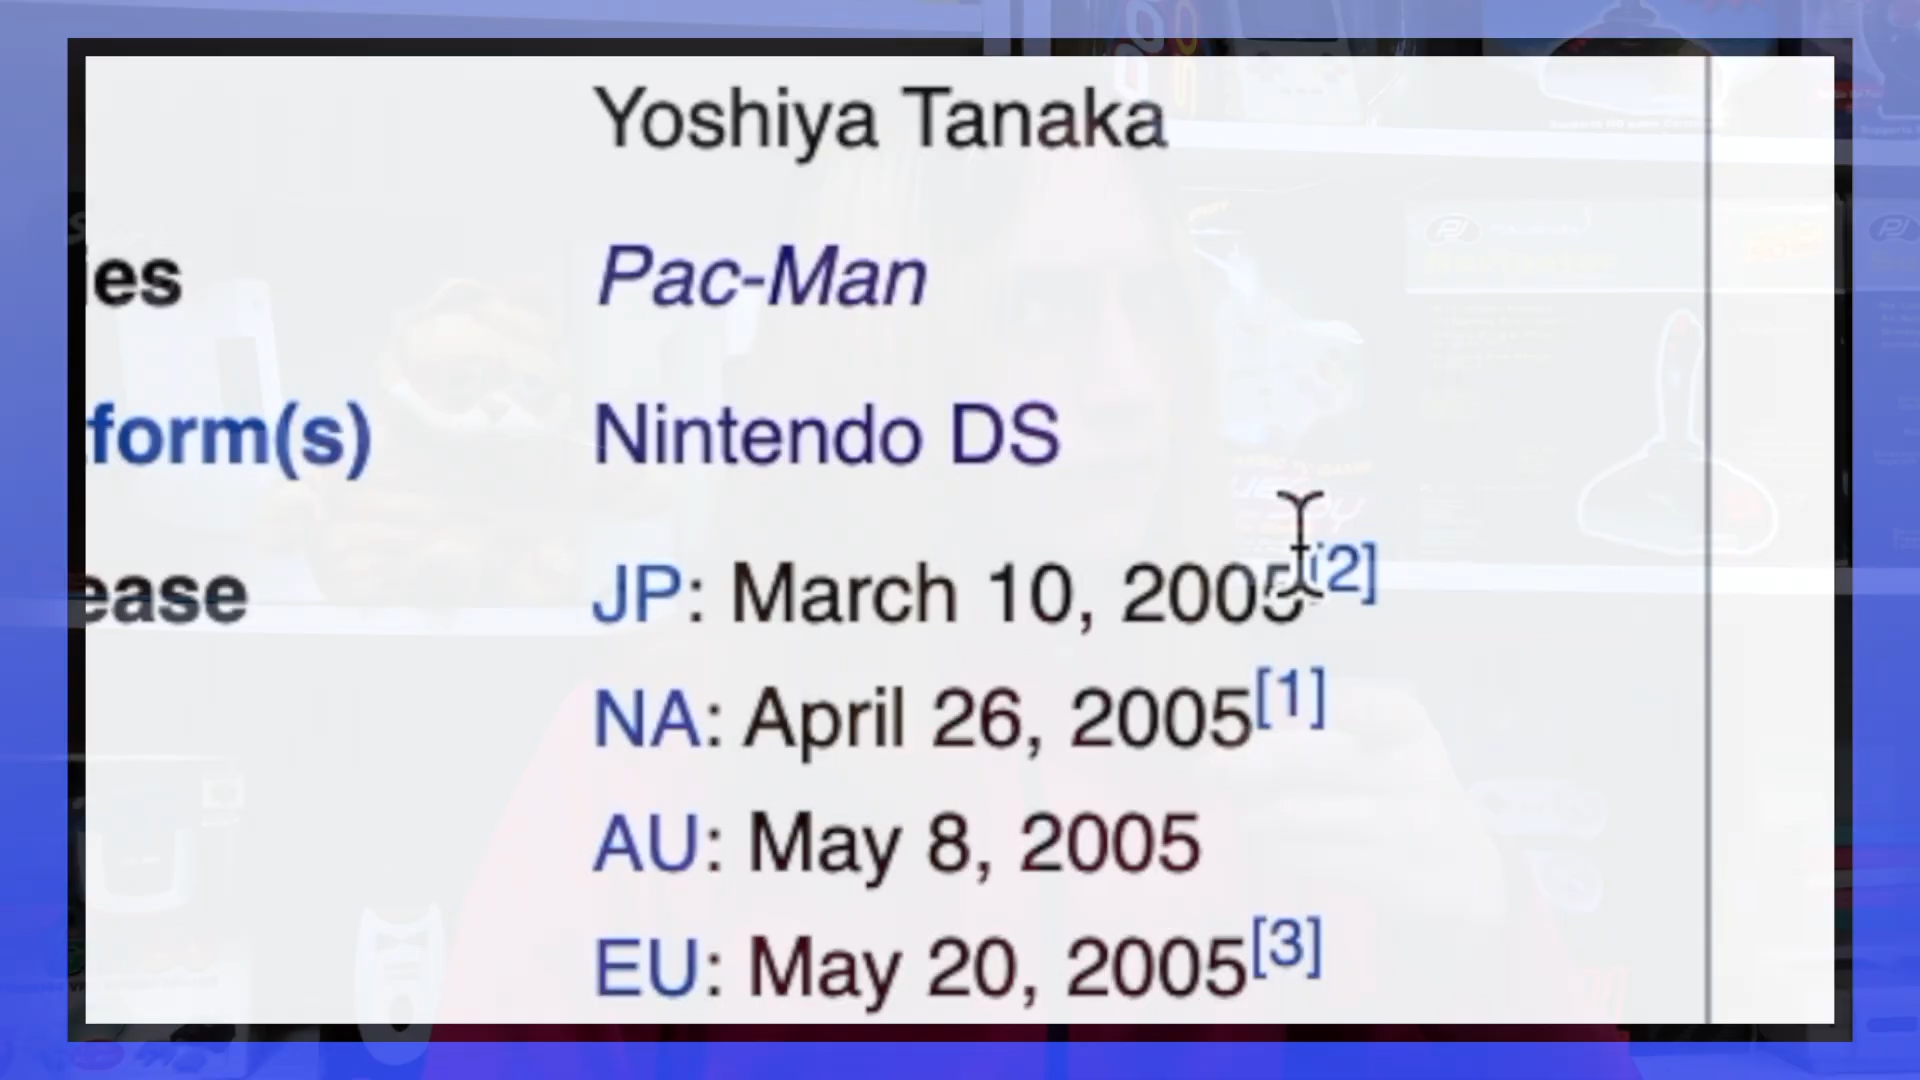 Yoshiya Tanaka
ies Pac-Man
form(s) Nintendo DS
ease JP: March 10, 2005[2]
NA: April 26, 2005[1]
AU: May 8, 2005
EU: May 20, 2005[3]